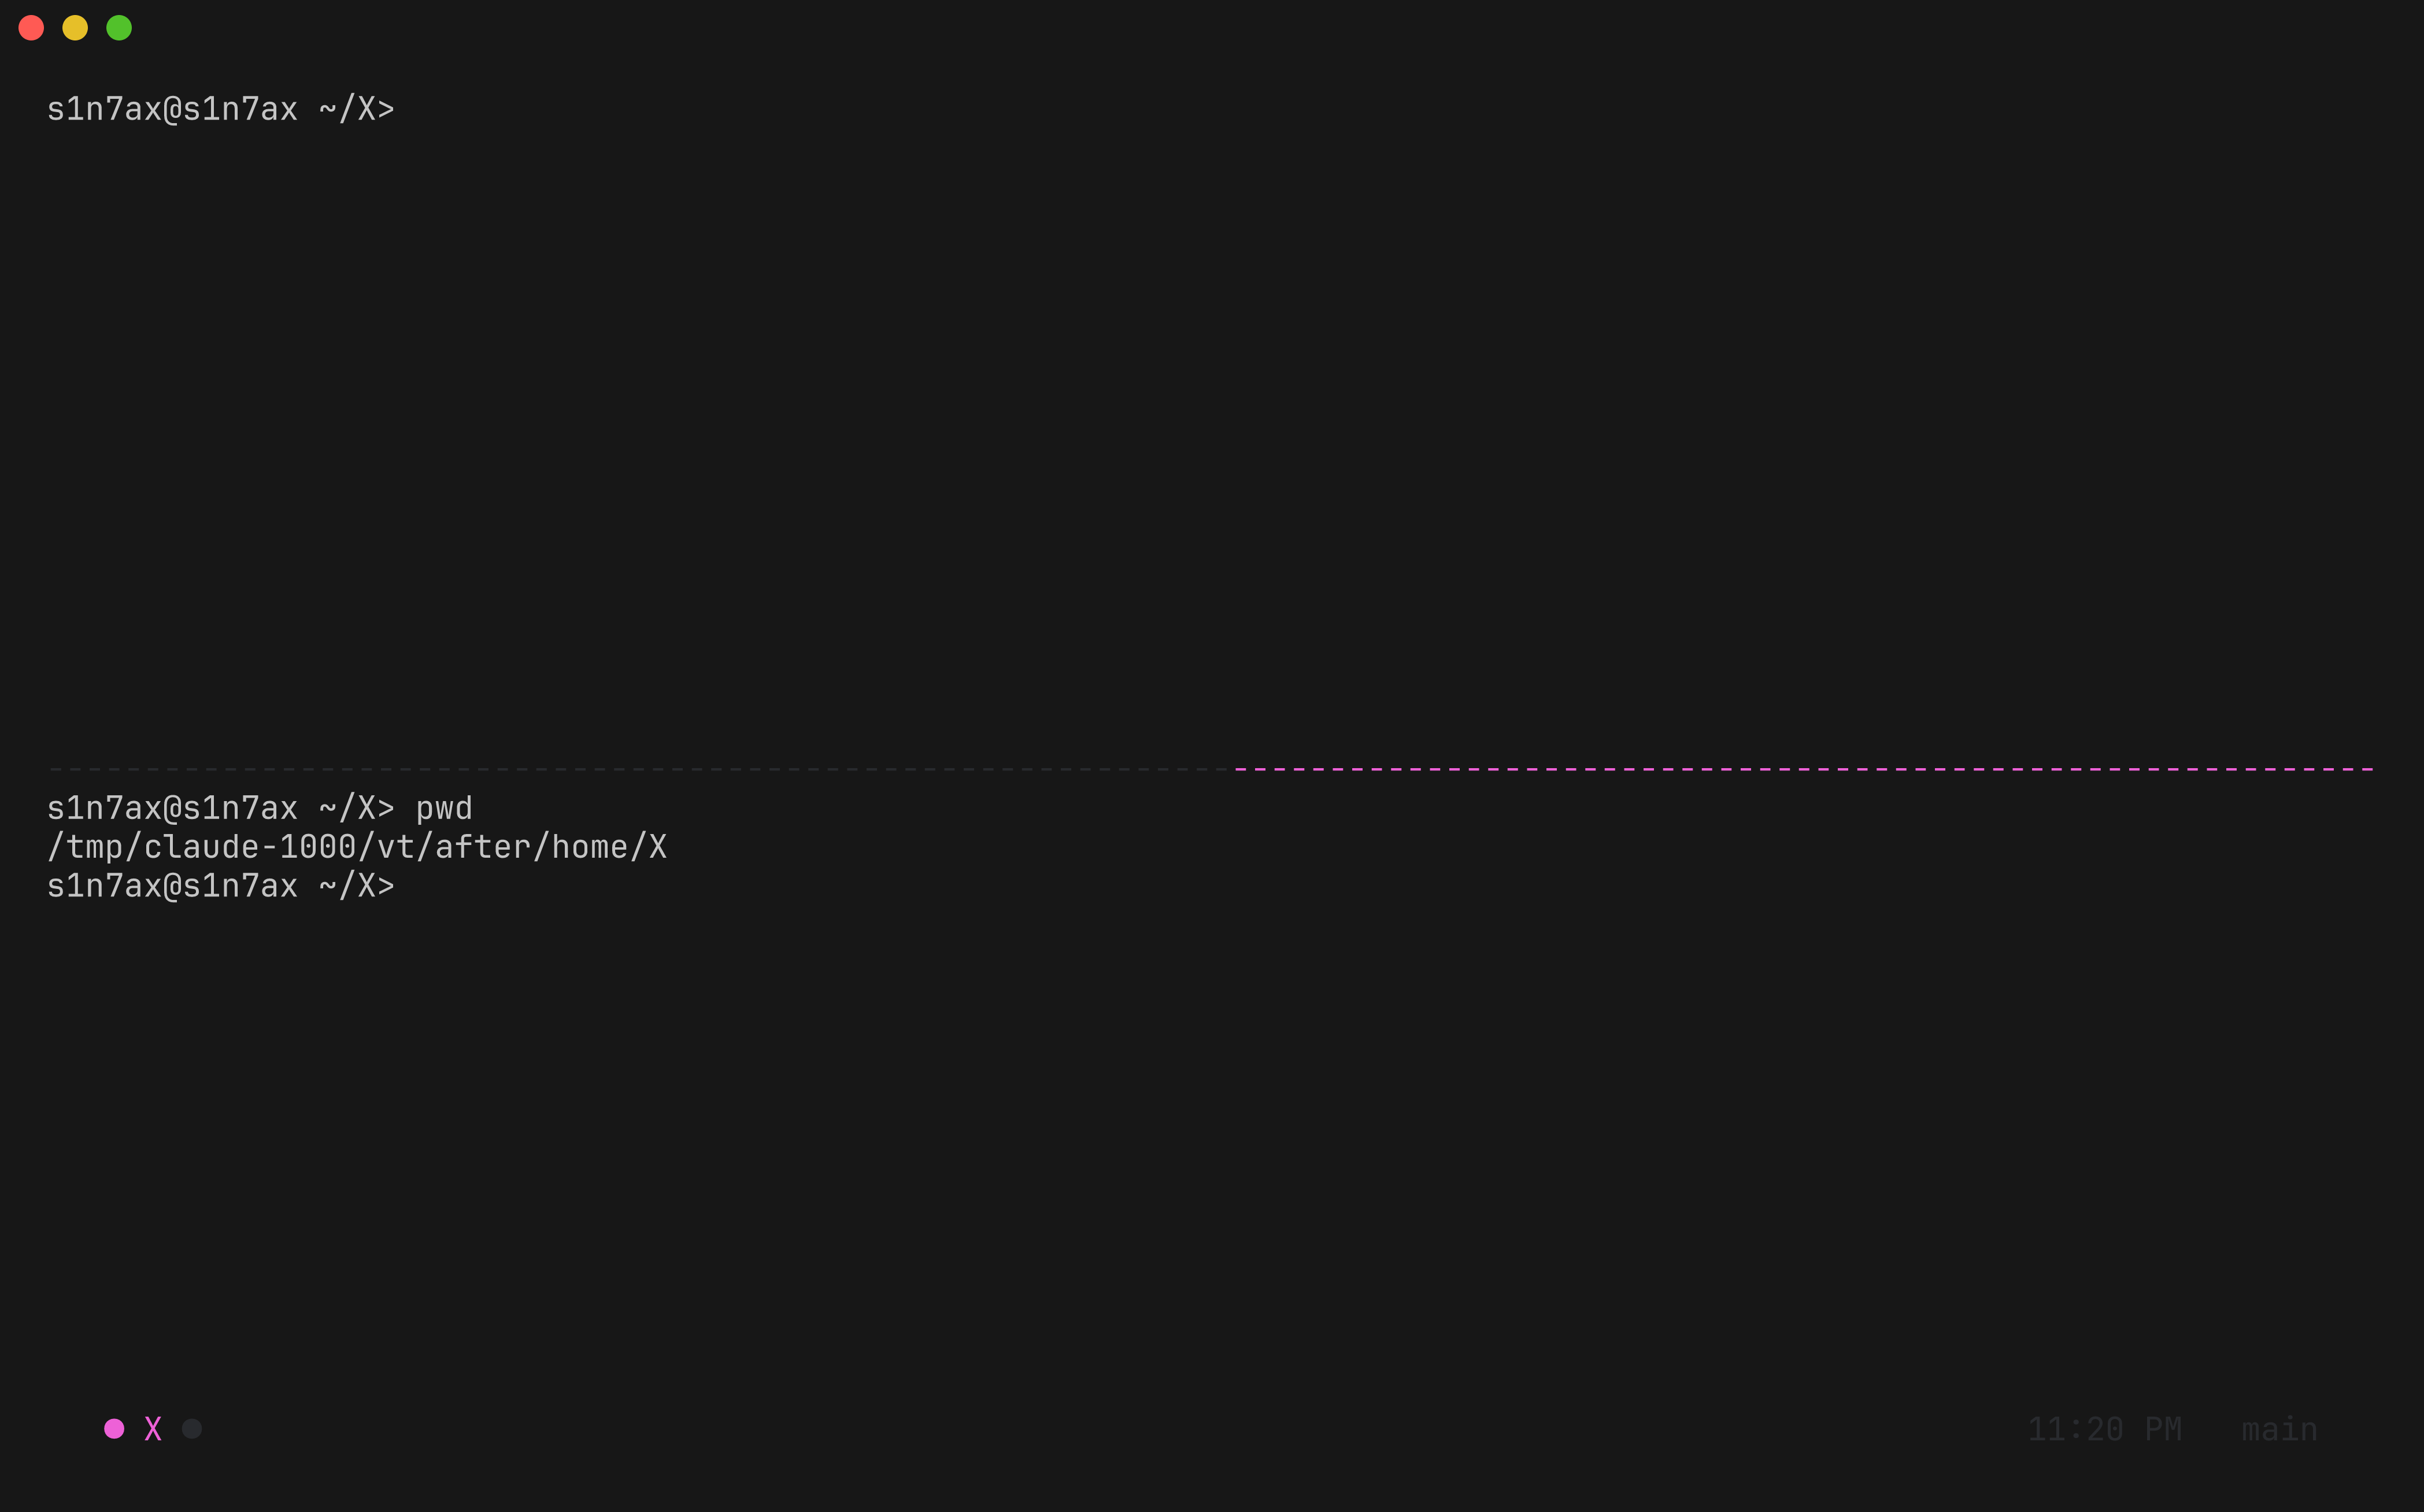 s1n7ax@s1n7ax ~/X>
s1n7ax@s1n7ax ~/X> pwd
/tmp/claude-1000/vt/after/home/X
s1n7ax@s1n7ax ~/X>
X
11:20 PM main